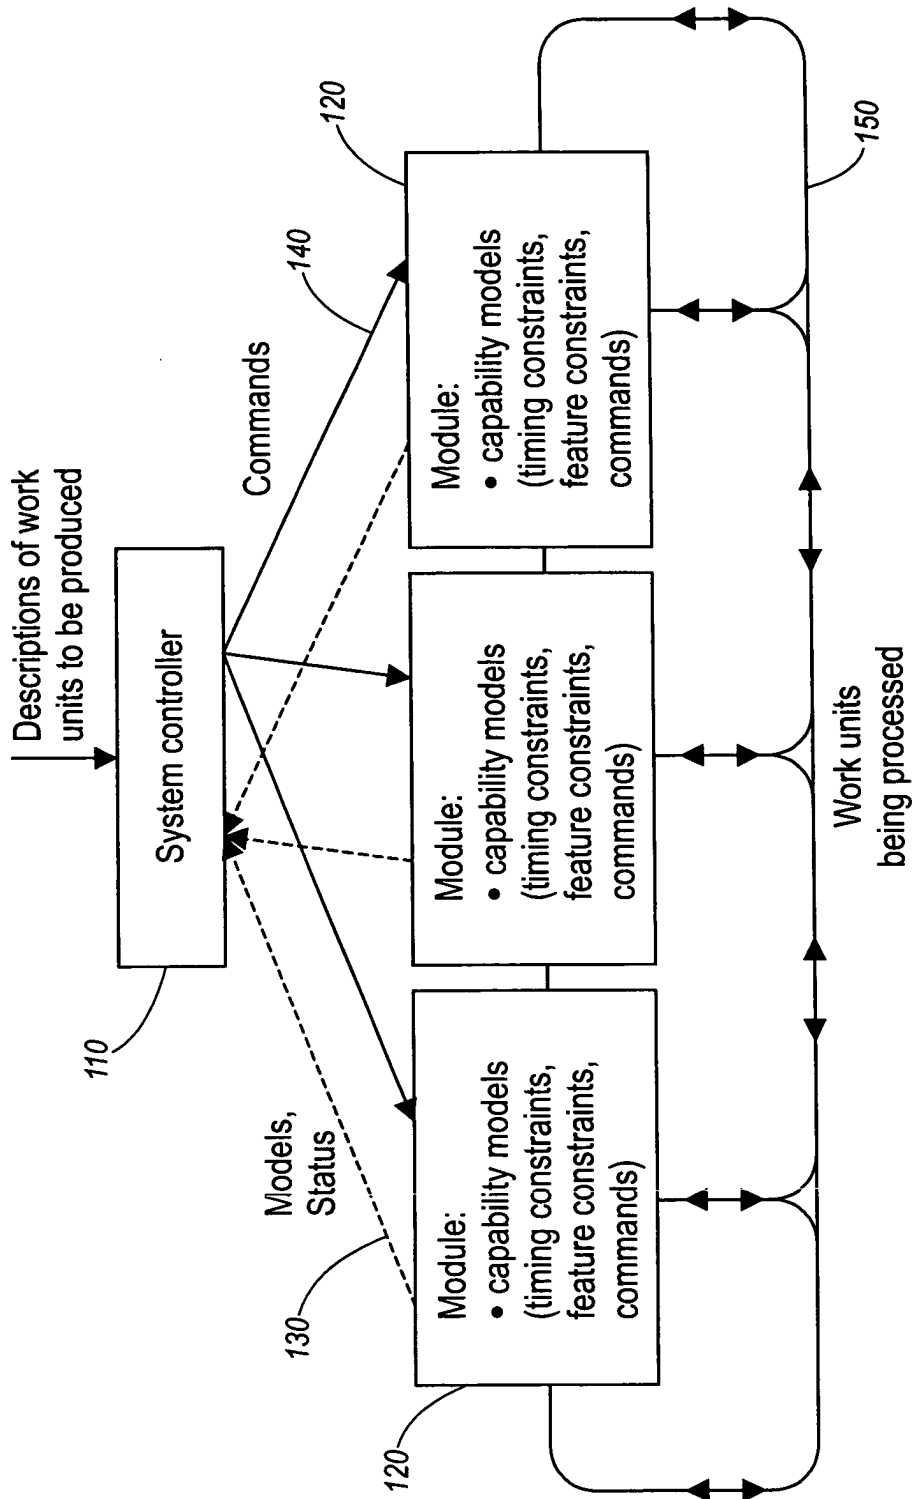 Descriptions of work
units to be produced
System controller
110
Commands
140
Models,
Status
130
120
Module:
• capability models
(timing constraints,
feature constraints,
commands)
Module:
• capability models
(timing constraints,
feature constraints,
commands)
120
Module:
• capability models
(timing constraints,
feature constraints,
commands)
150
Work units
being processed